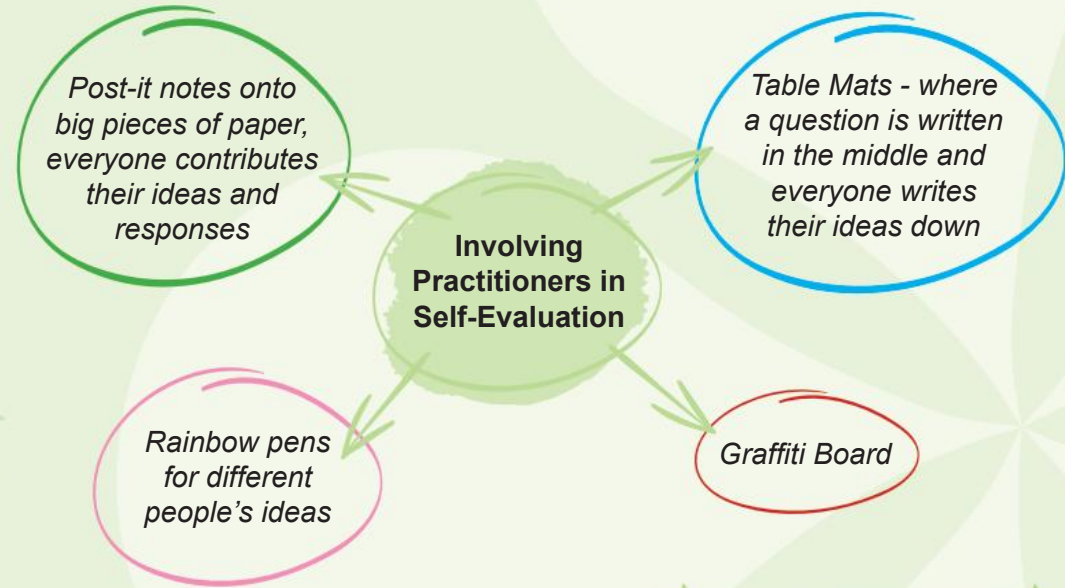 Post-it notes onto
big pieces of paper,
everyone contributes
their ideas and
responses
Table Mats - where
a question is written
in the middle and
everyone writes
their ideas down
Involving
Practitioners in
Self-Evaluation
Rainbow pens
for different
people’s ideas
Graffiti Board